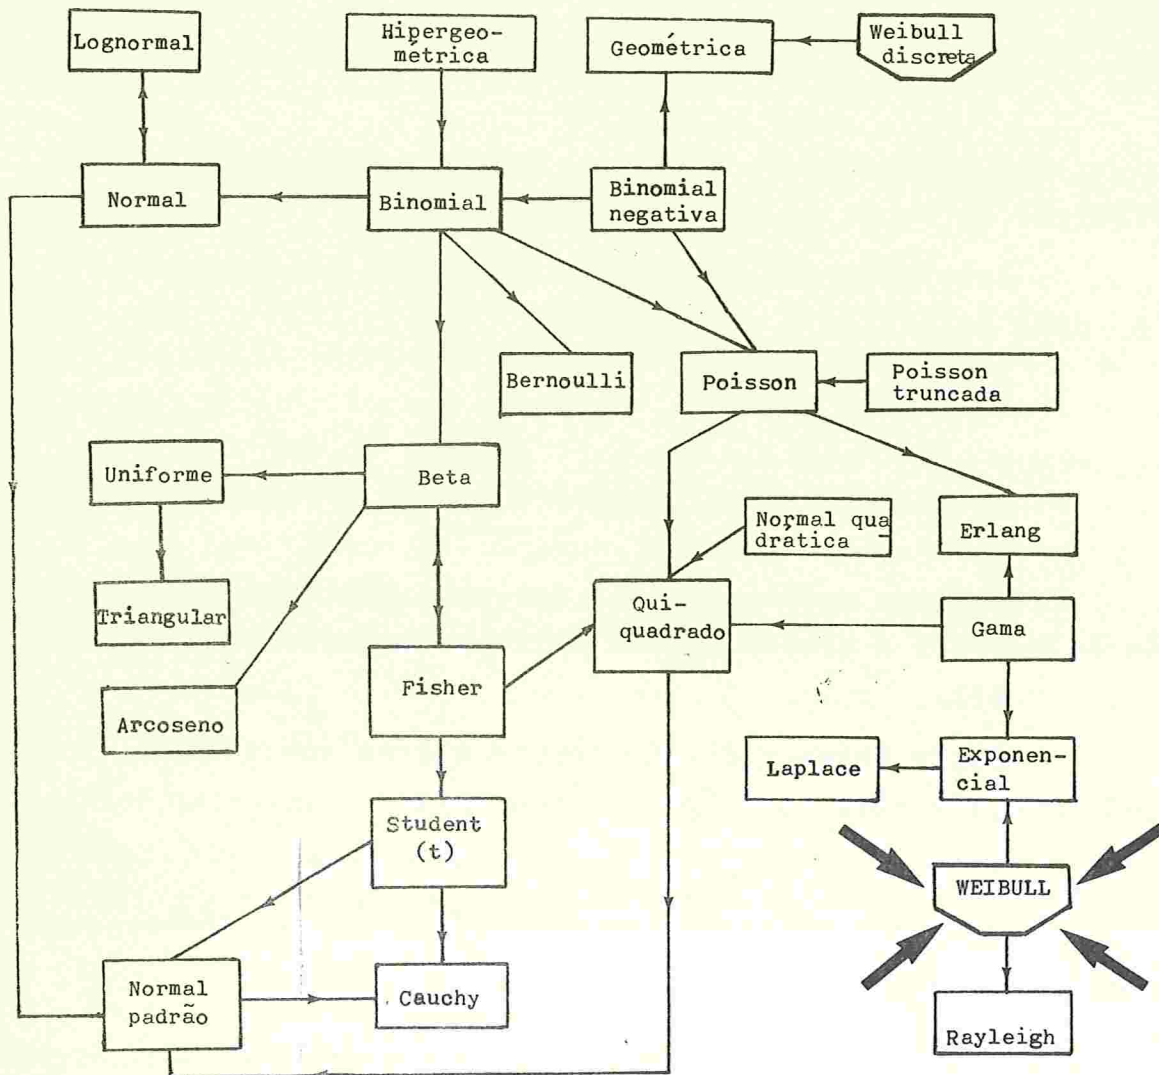 Lognormal
Hipergeo-
métrica
Geométrica
Weibull
discreta
Normal
Binomial
Binomial
negativa
Bernoulli
Poisson
Poisson
truncada
Uniforme
Beta
Normal qua
drática -
Erlang
Triangular
Qui-
quadrado
Gama
Arcoseno
Fisher
Laplace
Exponen-
cial
Student
(t)
WEIBULL
Normal
padrão
Cauchy
Rayleigh